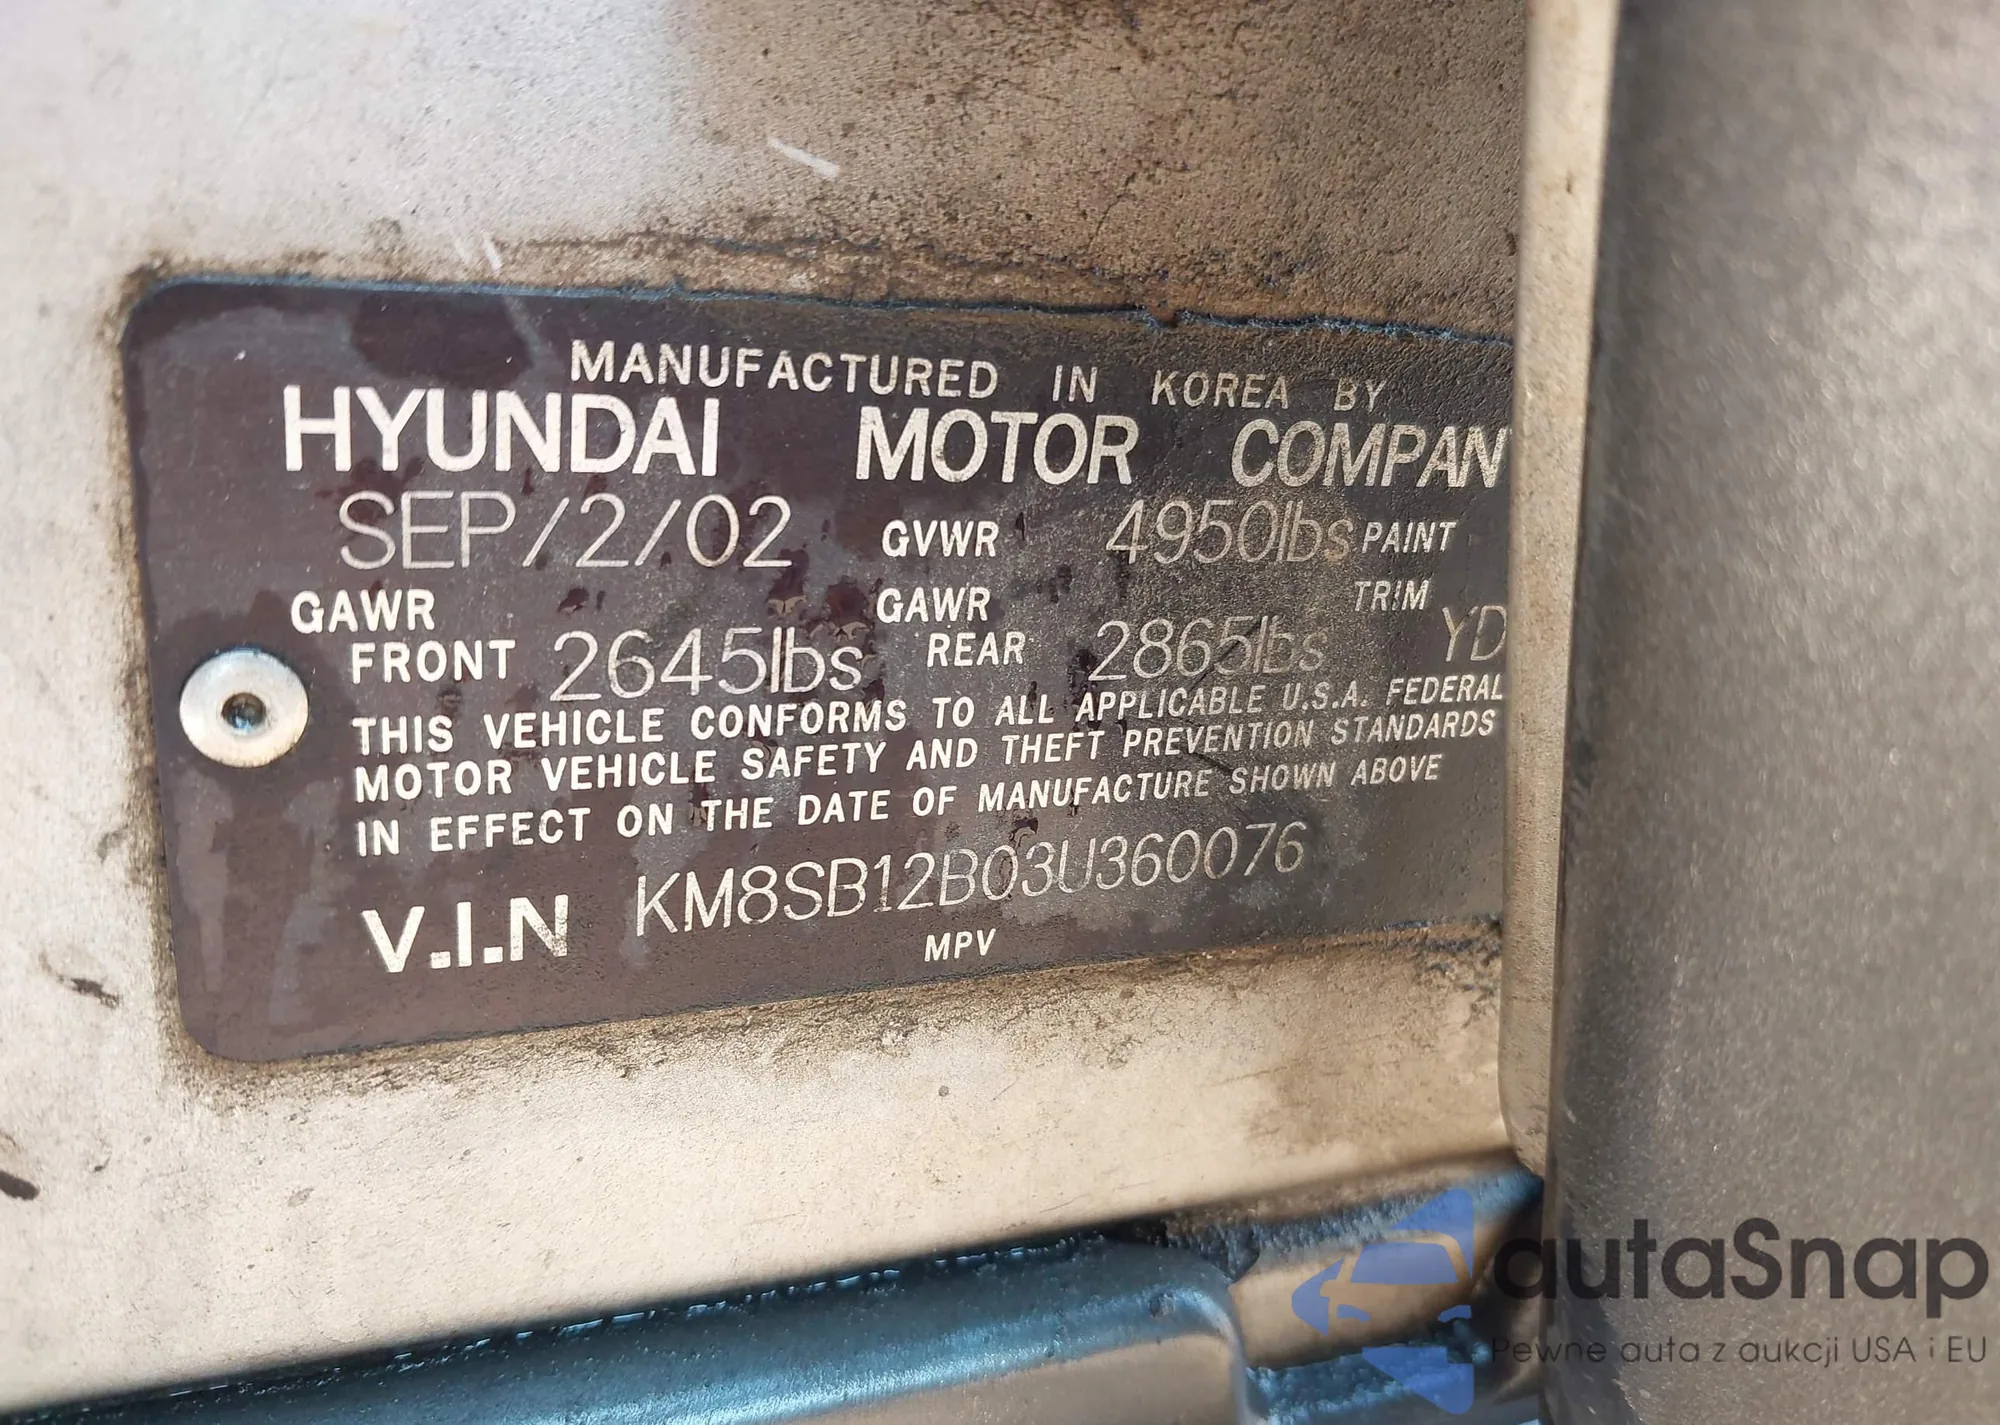 MANUFACTURED IN KOREA BY
HYUNDAI MOTOR COMPAN
SEP/2/02 GVWR 4950lbs PAINT
GAWR FRONT 2645lbs GAWR REAR 2865lbs TRIM YD
THIS VEHICLE CONFORMS TO ALL APPLICABLE U.S.A. FEDERAL
MOTOR VEHICLE SAFETY AND THEFT PREVENTION STANDARDS
IN EFFECT ON THE DATE OF MANUFACTURE SHOWN ABOVE
V.I.N KM8SB12B03U360076
MPV
autaSnap
Pewne auta z aukcji USA i EU